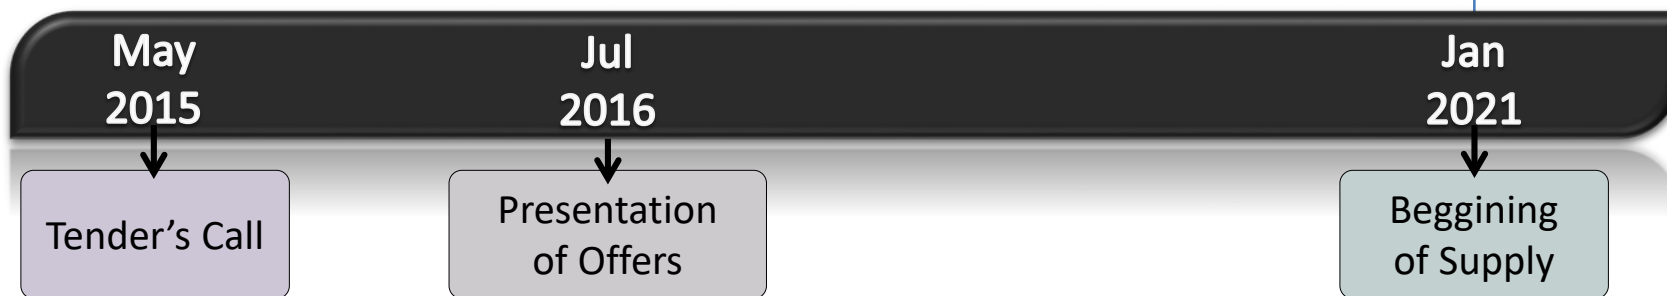 May
2015
Jul
2016
Jan
2021
Tender’s Call
Presentation
of Offers
Beggining
of Supply